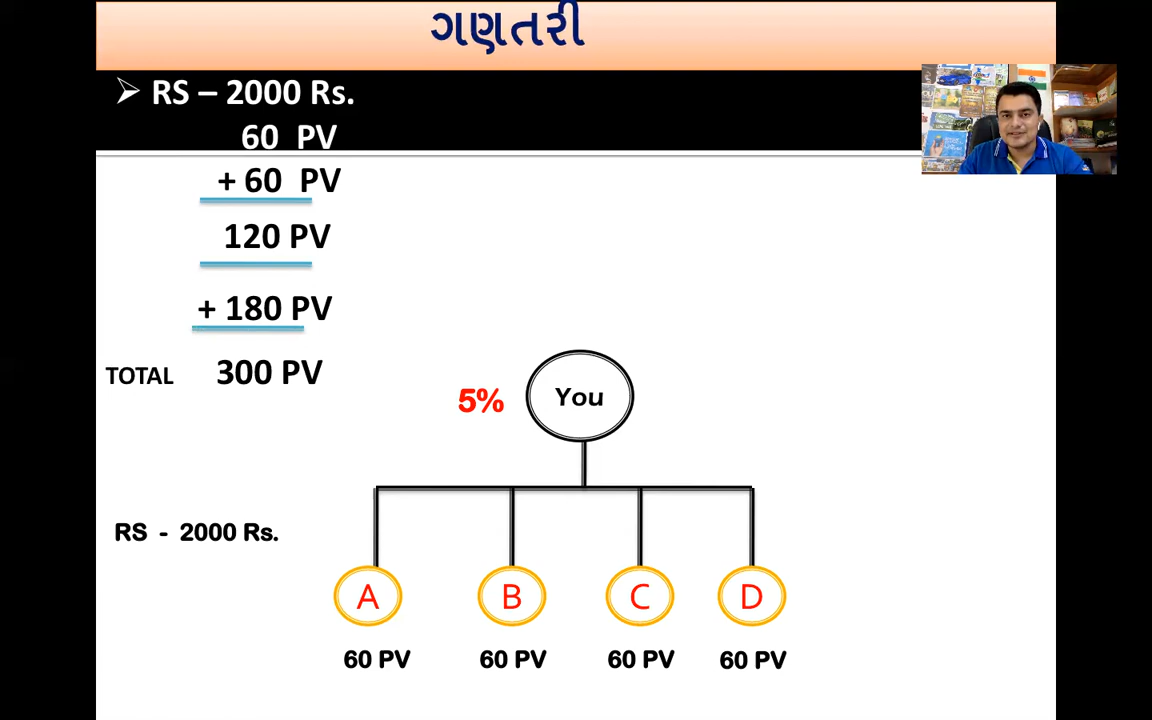 ગણતરી
➢ RS – 2000 Rs.
60 PV
+ 60 PV
120 PV
+ 180 PV
TOTAL 300 PV
5%
You
RS - 2000 Rs.
A B C D
60 PV 60 PV 60 PV 60 PV